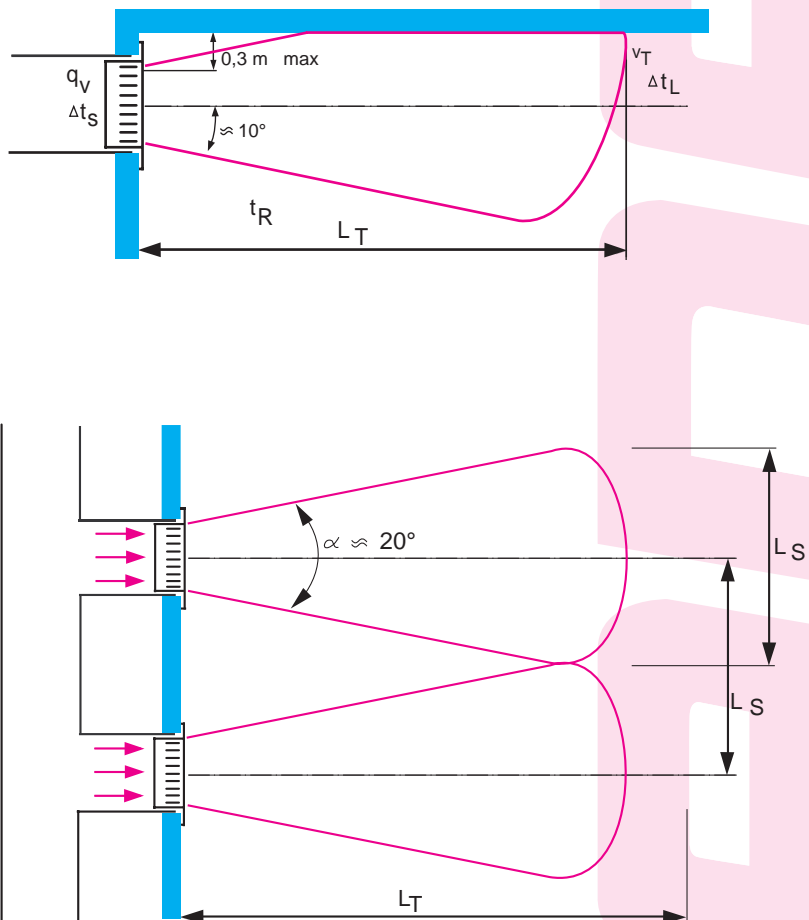 0,3 m max
v_T
q_v
Δt_L
Δt_S
≈ 10°
t_R
L_T
α ≈ 20°
L_S
L_S
L_T